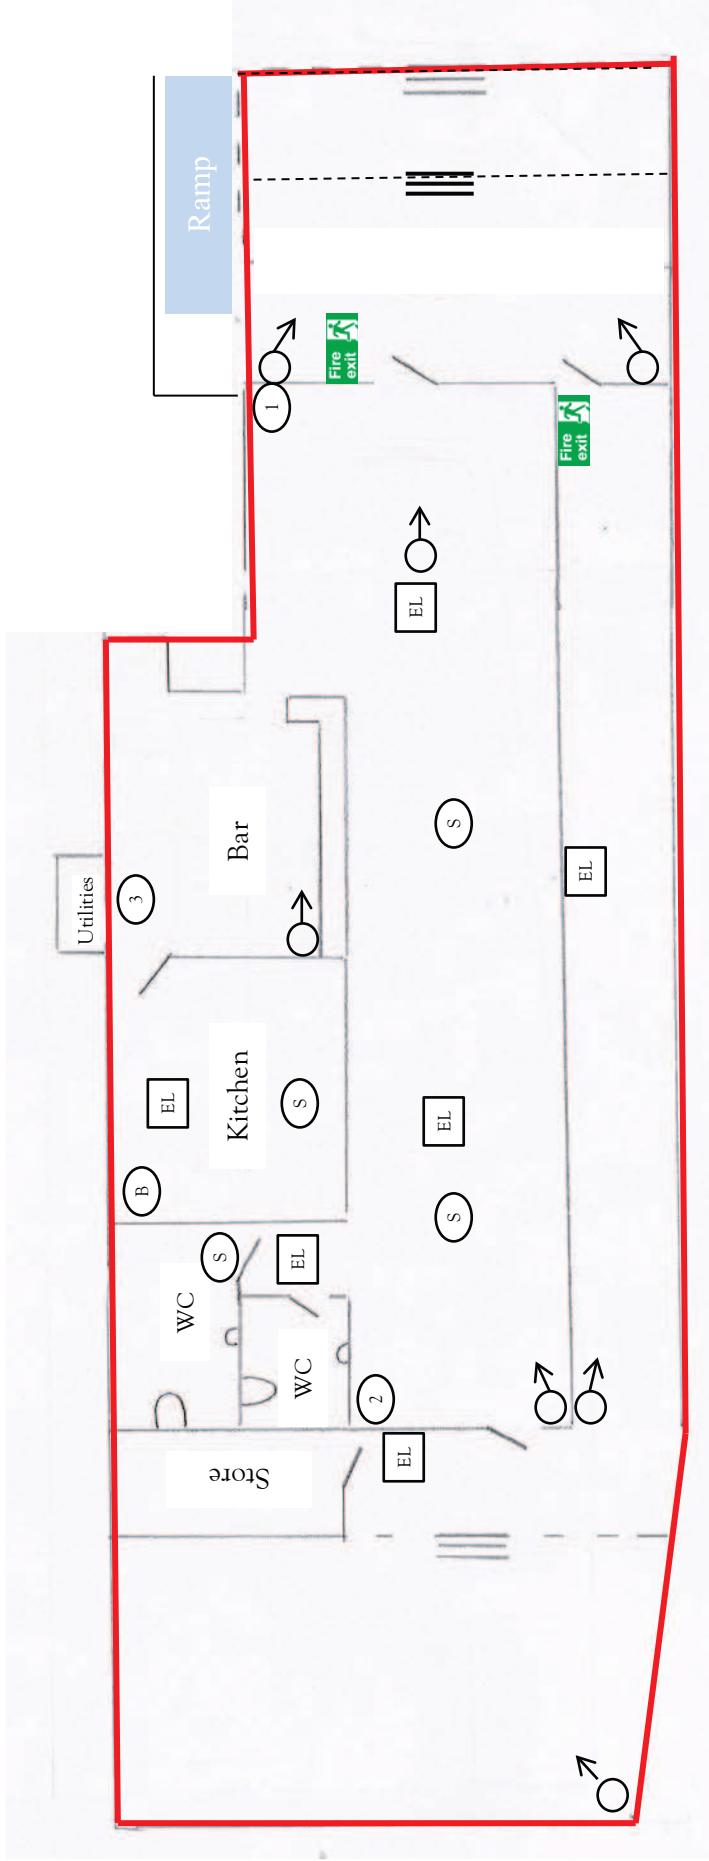 Ramp
Fire
exit
1
Fire
exit
EL
Bar
S
Utilities
3
EL
Kitchen
EL
S
EL
B
S
S
EL
WC
WC
2
Store
EL